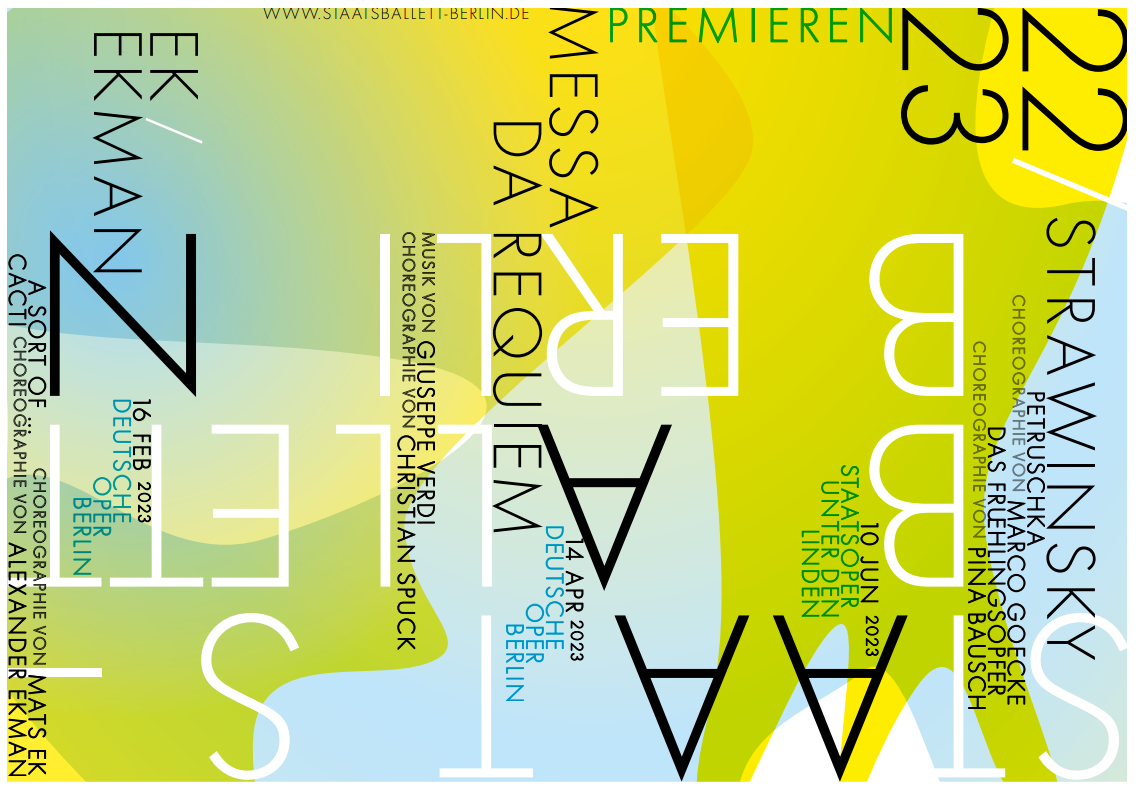 WWW.STAATSBALLETT-BERLIN.DE
PREMIEREN
22/
23
STRAWINSKY
PETRUSCHKA
CHOREOGRAPHIE VON MARCO GOECKE
DAS FRUEHLINGSOPFER
CHOREOGRAPHIE VON PINA BAUSCH
10 JUN 2023
STAATSOPER
UNTER DEN
LINDEN
MESSA
DA REQUIEM
MUSIK VON GIUSEPPE VERDI
CHOREOGRAPHIE VON CHRISTIAN SPUCK
14 APR 2023
DEUTSCHE
OPER
BERLIN
EK/
EKMAN
16 FEB 2023
DEUTSCHE
OPER
BERLIN
A SORT OF ... CHOREOGRAPHIE VON MATS EK
CACTI CHOREOGRAPHIE VON ALEXANDER EKMAN
STAATS-
BALLETT
BERLIN